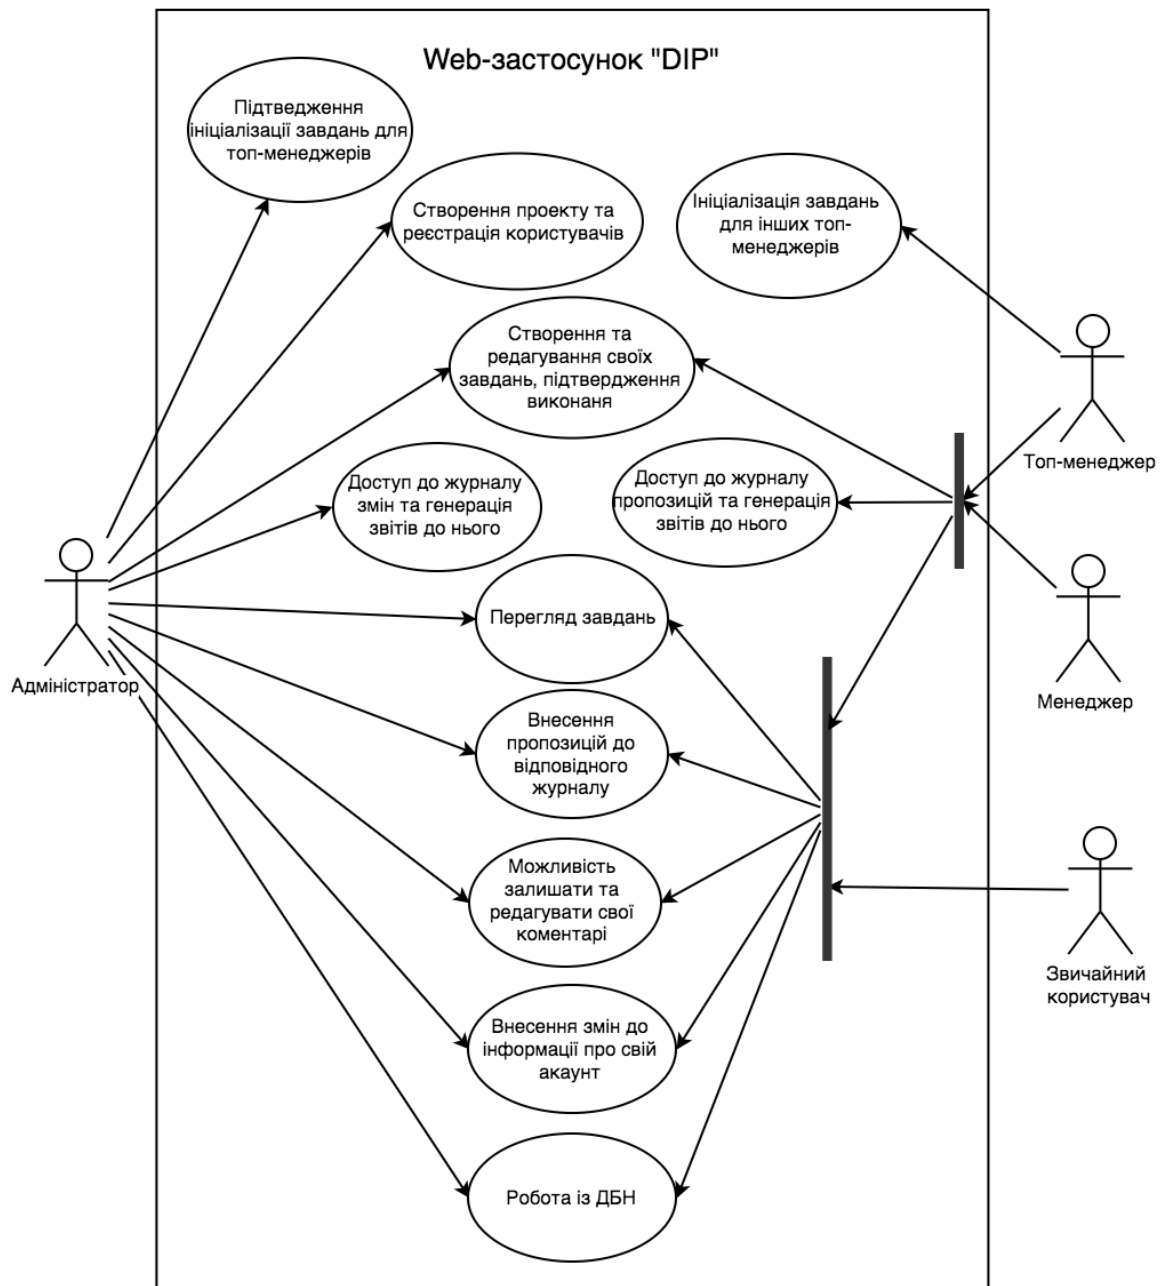 Web-застосунок "DIP"
Підтведження
ініціалізації завдань для
топ-менеджерів
Створення проекту та
реєстрація користувачів
Ініціалізація завдань
для інших топ-
менеджерів
Створення та
редагування своїх
завдань, підтвердження
виконаня
Топ-менеджер
Доступ до журналу
змін та генерація
звітів до нього
Доступ до журналу
пропозицій та генерація
звітів до нього
Перегляд завдань
Адміністратор
Менеджер
Внесення
пропозицій до
відповідного
журналу
Можливість
залишати та
редагувати свої
коментарі
Звичайний
користувач
Внесення змін до
інформації про свій
акаунт
Робота із ДБН